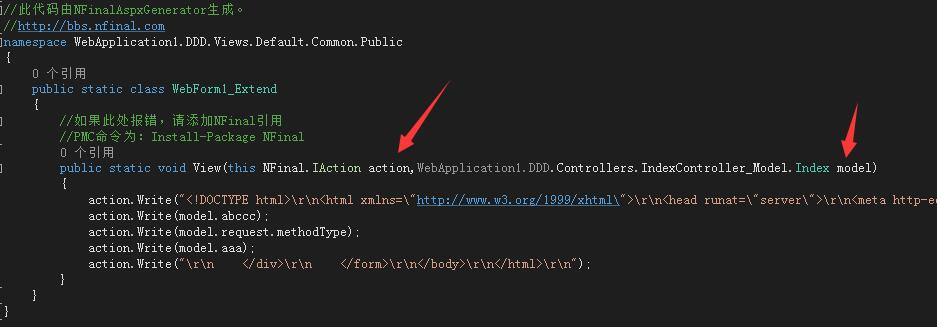 //此代码由NFinalAspxGenerator生成。
//http://bbs.nfinal.com
namespace WebApplication1.DDD.Views.Default.Common.Public
{
0 个引用
public static class WebForm1_Extend
{
//如果此处报错，请添加NFinal引用
//PMC命令为：Install-Package NFinal
0 个引用
public static void View(this NFinal.IAction action,WebApplication1.DDD.Controllers.IndexController_Model.Index model)
{
action.Write("<!DOCTYPE html>\r\n<html xmlns=\"http://www.w3.org/1999/xhtml\">\r\n<head runat=\"server\">\r\n<meta http-eq
action.Write(model.abccc);
action.Write(model.request.methodType);
action.Write(model.aaa);
action.Write("\r\n    </div>\r\n    </form>\r\n</body>\r\n</html>\r\n");
}
}
}